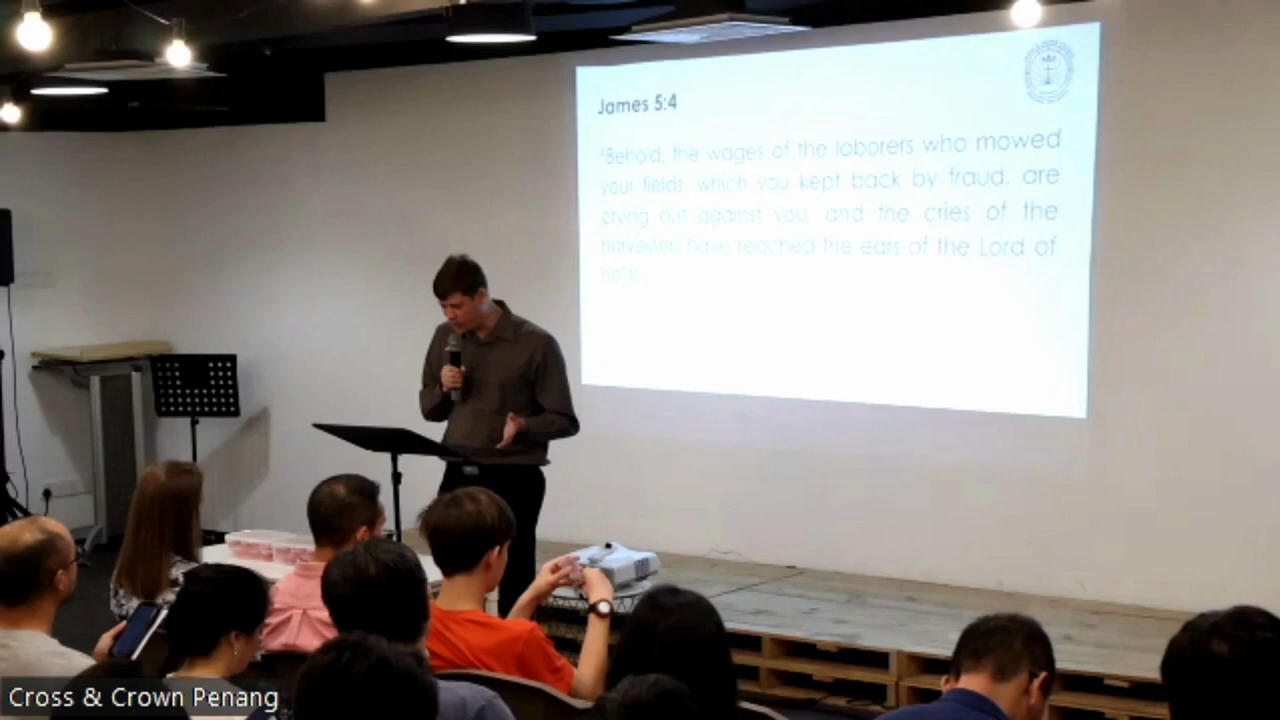 James 5:4
⁴Behold, the wages of the laborers who mowed
your fields, which you kept back by fraud, are
crying out against you, and the cries of the
harvesters have reached the ears of the Lord of
hosts.
Cross & Crown Penang